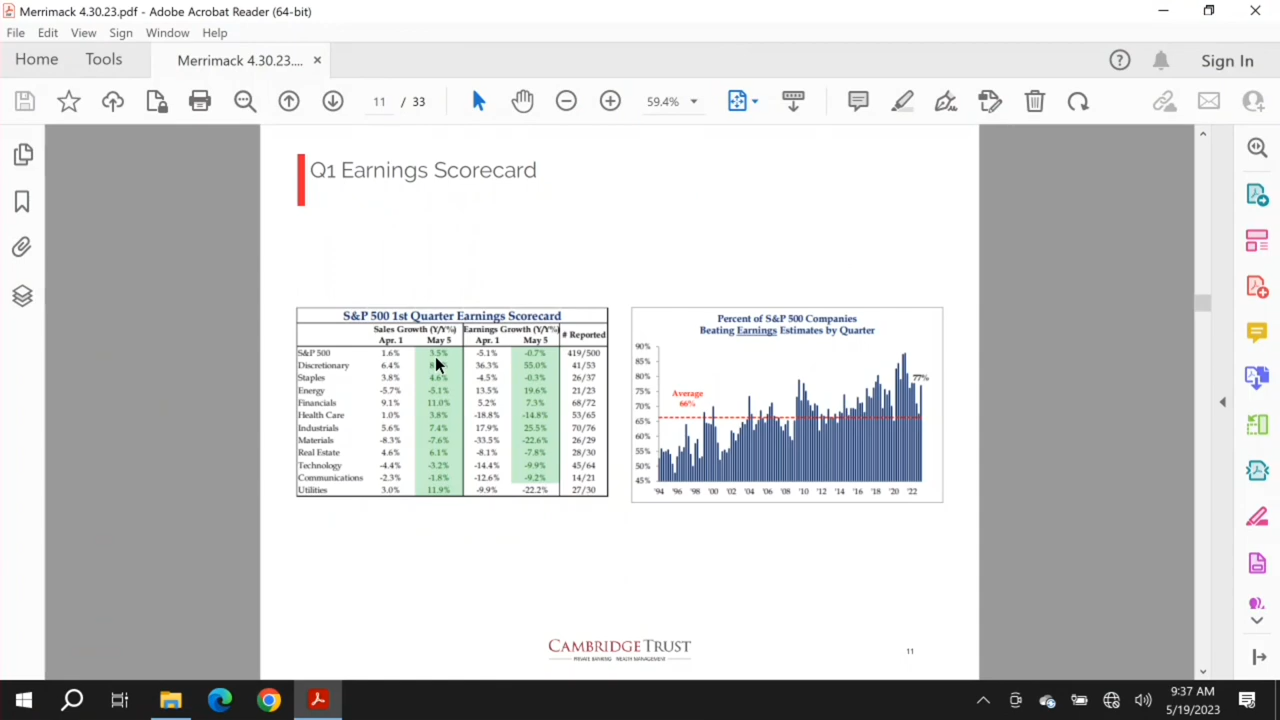 Merrimack 4.30.23.pdf - Adobe Acrobat Reader (64-bit)
File Edit View Sign Window Help
Home Tools Merrimack 4.30.23.... × Sign In
11 / 33 59.4%
Q1 Earnings Scorecard
S&P 500 1st Quarter Earnings Scorecard
Sales Growth (Y/Y%) Earnings Growth (Y/Y%) # Reported
Apr. 1 May 5 Apr. 1 May 5
S&P 500 1.6% 3.5% -5.1% -0.7% 419/500
Discretionary 6.4% 36.3% 55.0% 41/53
Staples 3.8% 4.6% -4.5% -0.3% 26/37
Energy -5.7% -5.1% 13.5% 19.6% 21/23
Financials 9.1% 11.0% 5.2% 7.3% 68/72
Health Care 1.0% 3.8% -18.8% -14.8% 53/65
Industrials 5.6% 7.4% 17.9% 25.5% 70/76
Materials -8.3% -7.6% -33.5% -22.6% 26/29
Real Estate 4.6% 6.1% -8.1% -7.8% 28/30
Technology -4.4% -3.2% -14.4% -9.9% 45/64
Communications -2.3% -1.8% -12.6% -9.2% 14/21
Utilities 3.0% 11.9% -9.9% -22.2% 27/30
Percent of S&P 500 Companies
Beating Earnings Estimates by Quarter
90%
85%
80%
77%
75%
Average
66%
70%
65%
60%
55%
50%
45%
'94 '96 '98 '00 '02 '04 '06 '08 '10 '12 '14 '16 '18 '20 '22
CAMBRIDGE TRUST
PRIVATE BANKING WEALTH MANAGEMENT
11
9:37 AM
5/19/2023